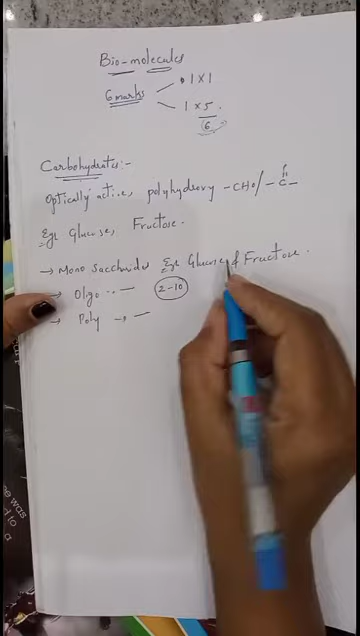 Bio-molecules
6 marks 1 X 1
1 X 5.
6
Carbohydrates:-
Optically active, polyhydroxy -CHO/ -C-
Eg: Glucose, Fructose.
→ Mono Saccharides Eg: Glucose & Fructose.
→ Oligo " — (2-10)
→ Poly → —